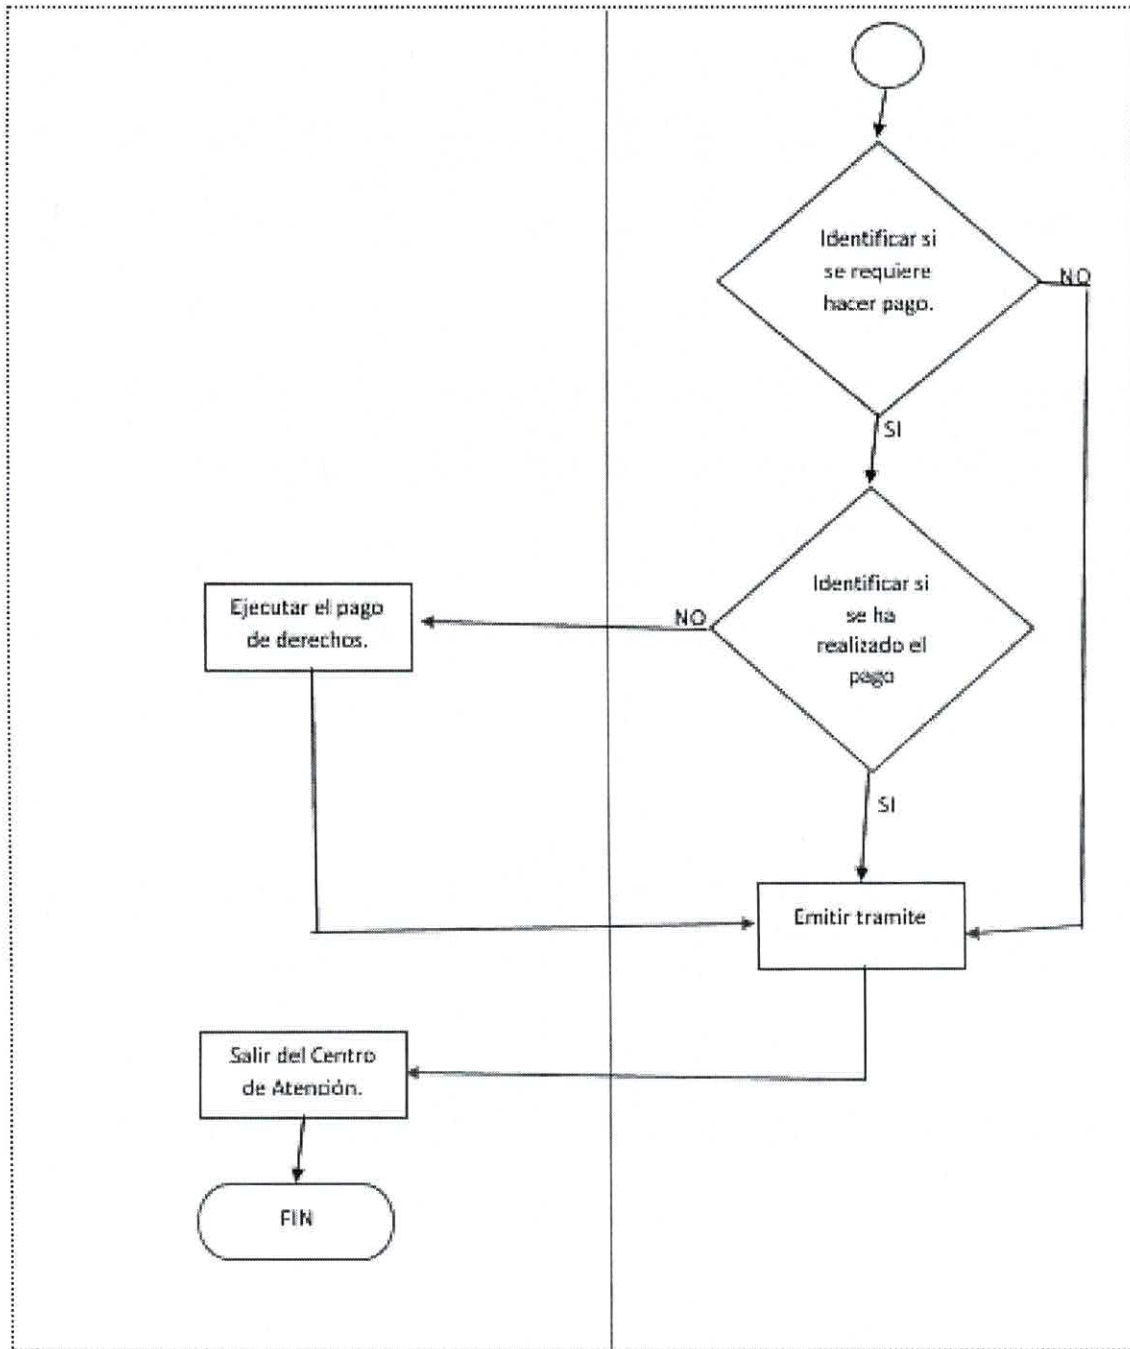 Identificar si
se requiere
hacer pago.
NO
SI
Identificar si
se ha
realizado el
pago
NO
Ejecutar el pago
de derechos.
SI
Emitir tramite
Salir del Centro
de Atención.
FIN